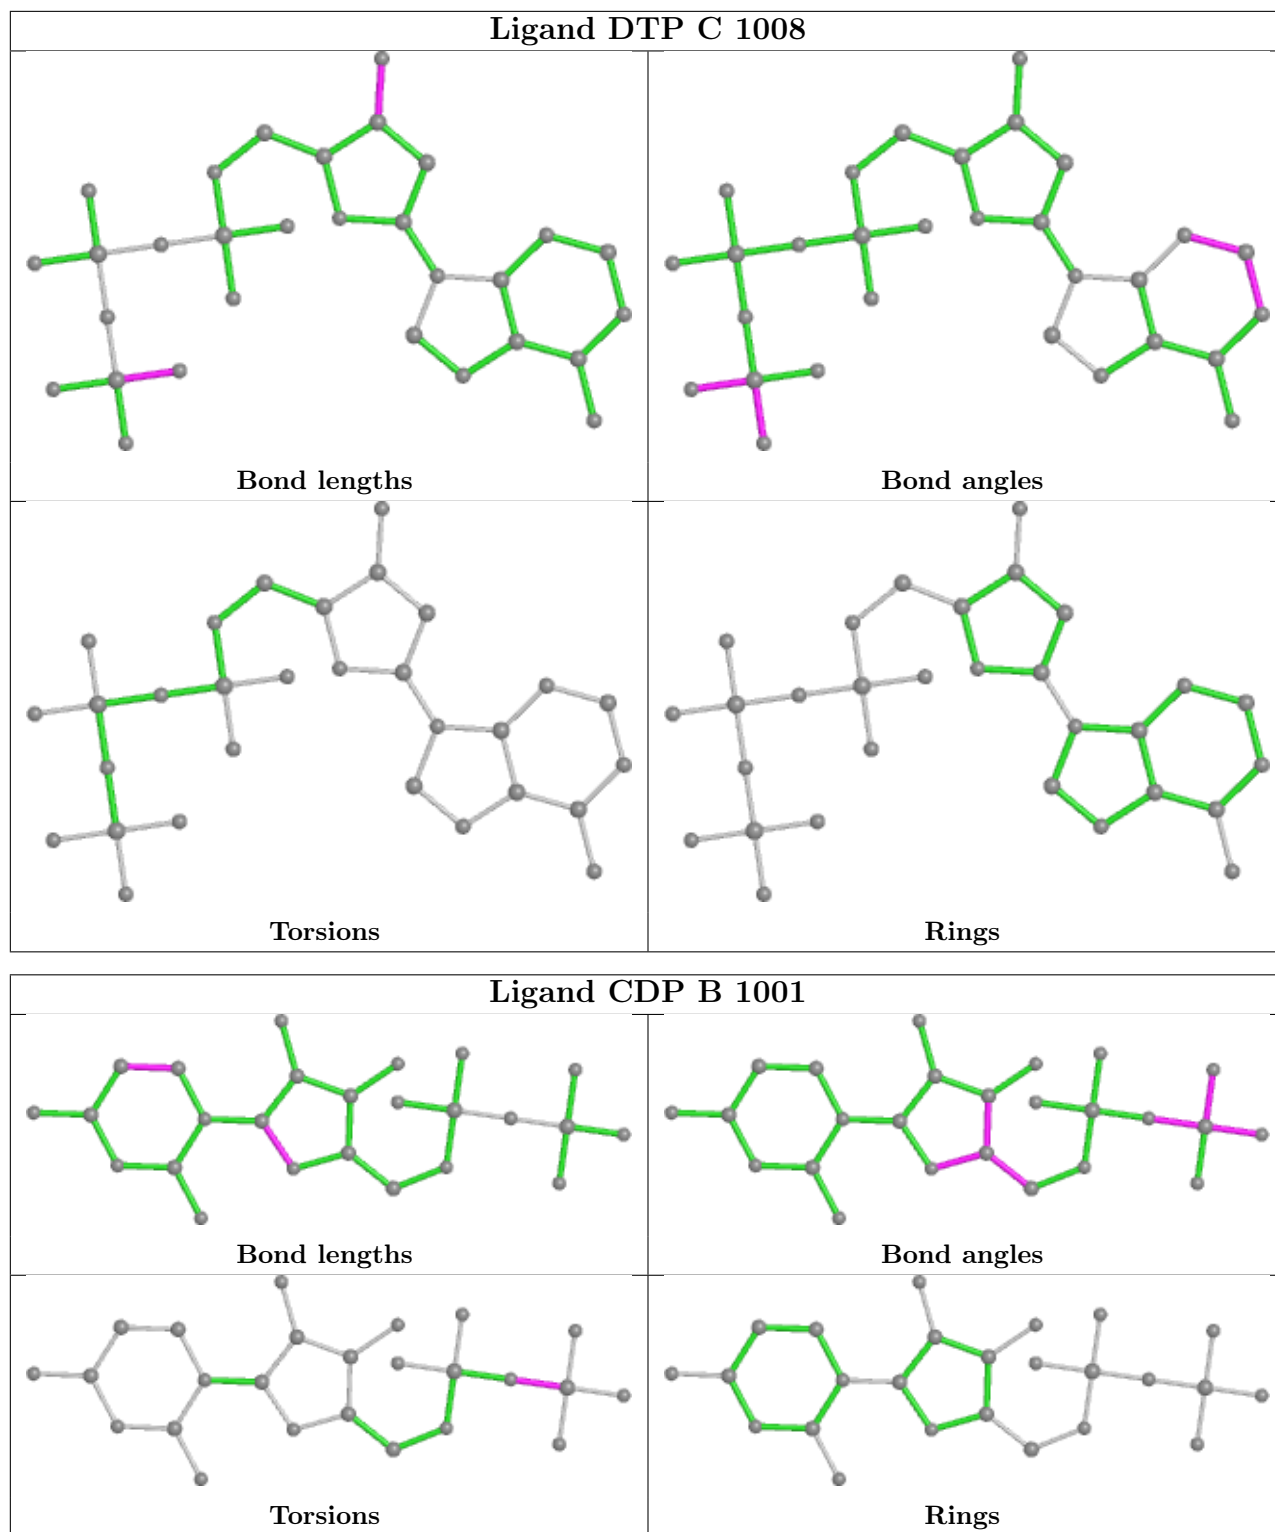 Ligand DTP C 1008
Bond lengths
Bond angles
Torsions
Rings
Ligand CDP B 1001
Bond lengths
Bond angles
Torsions
Rings